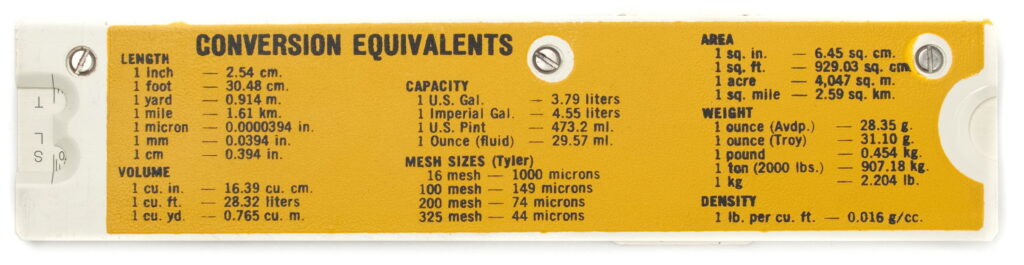 CONVERSION EQUIVALENTS
LENGTH
1 inch — 2.54 cm.
1 foot — 30.48 cm.
1 yard — 0.914 m.
1 mile — 1.61 km.
1 micron — 0.0000394 in.
1 mm — 0.0394 in.
1 cm — 0.394 in.
VOLUME
1 cu. in. — 16.39 cu. cm.
1 cu. ft. — 28.32 liters
1 cu. yd. — 0.765 cu. m.
CAPACITY
1 U.S. Gal. — 3.79 liters
1 Imperial Gal. — 4.55 liters
1 U.S. Pint — 473.2 ml.
1 Ounce (fluid) — 29.57 ml.
MESH SIZES (Tyler)
16 mesh — 1000 microns
100 mesh — 149 microns
200 mesh — 74 microns
325 mesh — 44 microns
AREA
1 sq. in. — 6.45 sq. cm.
1 sq. ft. — 929.03 sq. cm.
1 acre — 4,047 sq. m.
1 sq. mile — 2.59 sq. km.
WEIGHT
1 ounce (Avdp.) — 28.35 g.
1 ounce (Troy) — 31.10 g.
1 pound — 0.454 kg.
1 ton (2000 lbs.) — 907.18 kg.
1 kg — 2.204 lb.
DENSITY
1 lb. per cu. ft. — 0.016 g/cc.
T
L
S